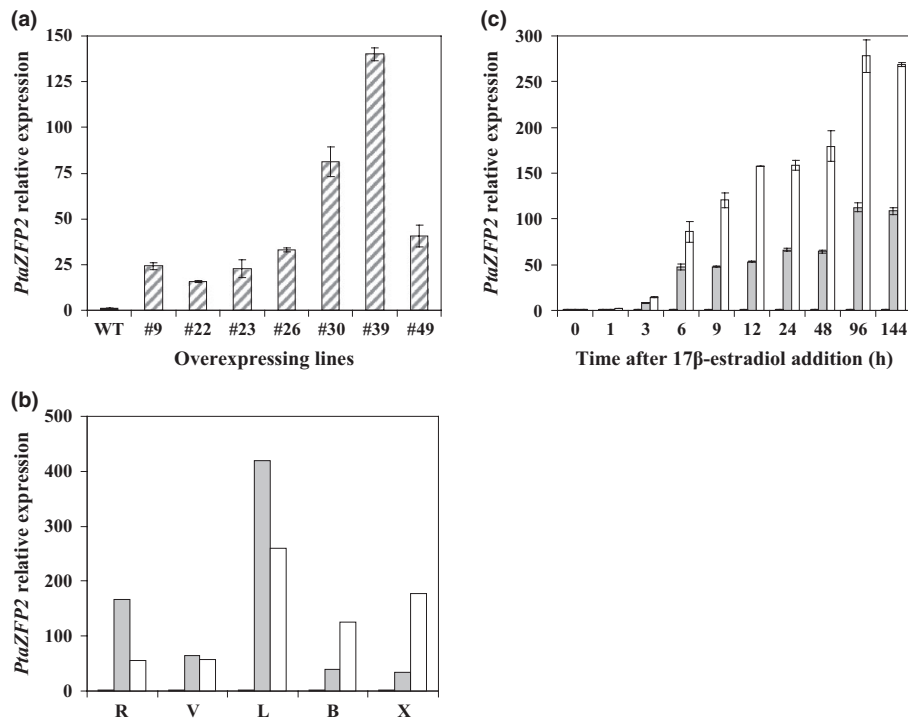 (a)
PtaZFP2 relative expression
150
125
100
75
50
25
0
WT #9 #22 #23 #26 #30 #39 #49
Overexpressing lines
(b)
PtaZFP2 relative expression
500
400
300
200
100
0
R V L B X
(c)
PtaZFP2 relative expression
300
250
200
150
100
50
0
0 1 3 6 9 12 24 48 96 144
Time after 17β-estradiol addition (h)